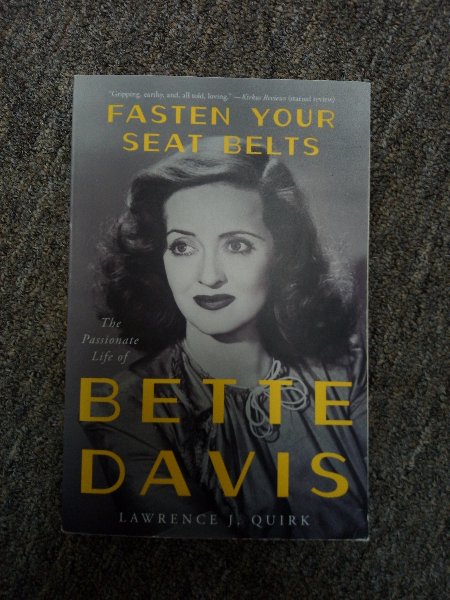 "Gripping, earthy, and, all told, loving." —Kirkus Reviews (starred review)
FASTEN YOUR
SEAT BELTS
The
Passionate
Life of
BETTE
DAVIS
LAWRENCE J. QUIRK